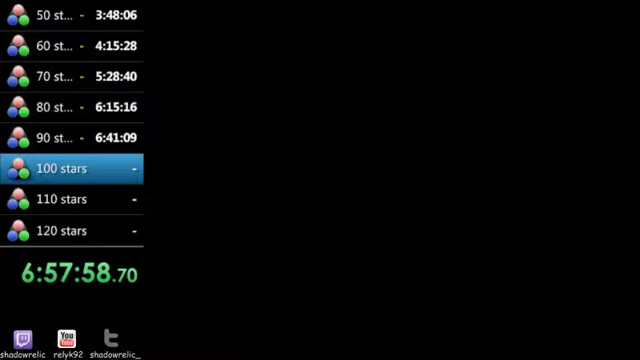 50 st... - 3:48:06
60 st... - 4:15:28
70 st... - 5:28:40
80 st... - 6:15:16
90 st... - 6:41:09
100 stars -
110 stars -
120 stars -
6:57:58.70
You Tube
shadowrelic relyk92 shadowrelic_